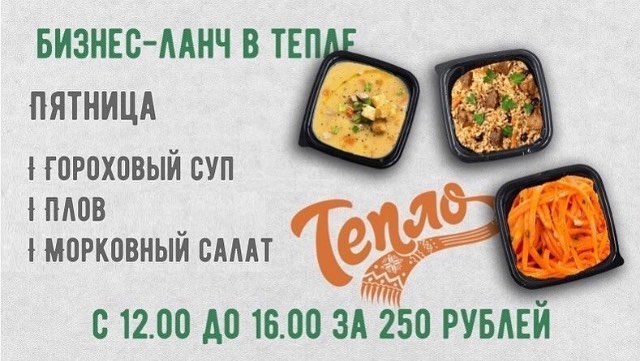 БИЗНЕС-ЛАНЧ В ТЕПЛЕ
ПЯТНИЦА
I ГОРОХОВЫЙ СУП
I ПЛОВ
I МОРКОВНЫЙ САЛАТ
Тепло
С 12.00 ДО 16.00 ЗА 250 РУБЛЕЙ